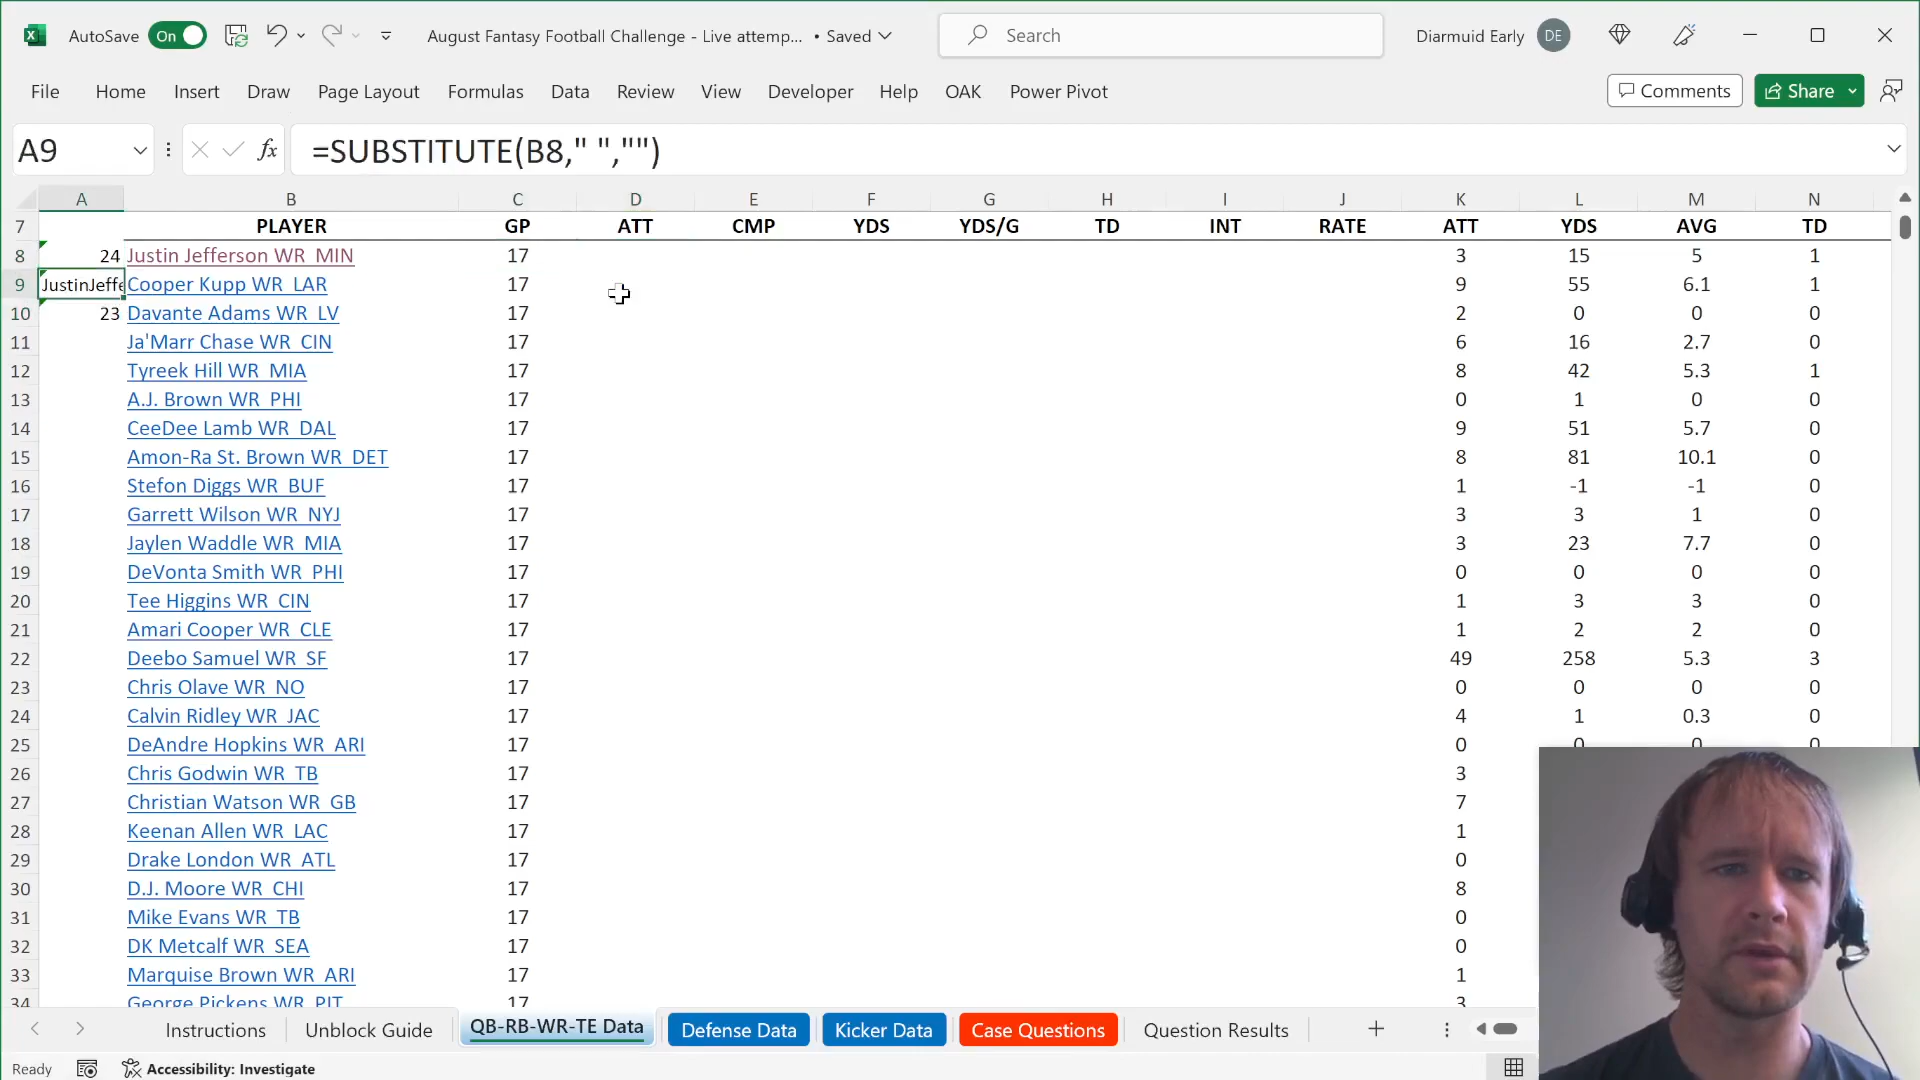 AutoSave On August Fantasy Football Challenge - Live attemp... • Saved Search Diarmuid Early DE
File Home Insert Draw Page Layout Formulas Data Review View Developer Help OAK Power Pivot Comments Share
A9 fx =SUBSTITUTE(B8," ","")
A B C D E F G H I J K L M N
7 PLAYER GP ATT CMP YDS YDS/G TD INT RATE ATT YDS AVG TD
8 24 Justin Jefferson WR MIN 17 3 15 5 1
9 JustinJeffe Cooper Kupp WR LAR 17 9 55 6.1 1
10 23 Davante Adams WR LV 17 2 0 0 0
11 Ja'Marr Chase WR CIN 17 6 16 2.7 0
12 Tyreek Hill WR MIA 17 8 42 5.3 1
13 A.J. Brown WR PHI 17 0 1 0 0
14 CeeDee Lamb WR DAL 17 9 51 5.7 0
15 Amon-Ra St. Brown WR DET 17 8 81 10.1 0
16 Stefon Diggs WR BUF 17 1 -1 -1 0
17 Garrett Wilson WR NYJ 17 3 3 1 0
18 Jaylen Waddle WR MIA 17 3 23 7.7 0
19 DeVonta Smith WR PHI 17 0 0 0 0
20 Tee Higgins WR CIN 17 1 3 3 0
21 Amari Cooper WR CLE 17 1 2 2 0
22 Deebo Samuel WR SF 17 49 258 5.3 3
23 Chris Olave WR NO 17 0 0 0 0
24 Calvin Ridley WR JAC 17 4 1 0.3 0
25 DeAndre Hopkins WR ARI 17 0 0 0 0
26 Chris Godwin WR TB 17 3
27 Christian Watson WR GB 17 7
28 Keenan Allen WR LAC 17 1
29 Drake London WR ATL 17 0
30 D.J. Moore WR CHI 17 8
31 Mike Evans WR TB 17 0
32 DK Metcalf WR SEA 17 0
33 Marquise Brown WR ARI 17 1
34 George Pickens WR PIT 17 3
Instructions Unblock Guide QB-RB-WR-TE Data Defense Data Kicker Data Case Questions Question Results
Ready Accessibility: Investigate